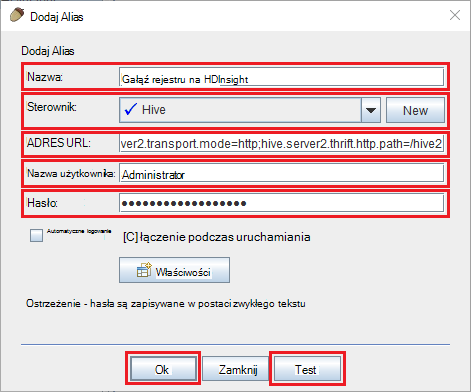 Dodaj Alias
Dodaj Alias
Nazwa: Gałąź rejestru na HDInsight
Sterownik: Hive New
ADRES URL: ver2.transport.mode=http;hive.server2.thrift.http.path=/hive2
Nazwa użytkownika: Administrator
Hasło: ••••••••••••••••••
Automatyczne logowanie [C] łączenie podczas uruchamiania
Właściwości
Ostrzeżenie - hasła są zapisywane w postaci zwykłego tekstu
Ok Zamknij Test